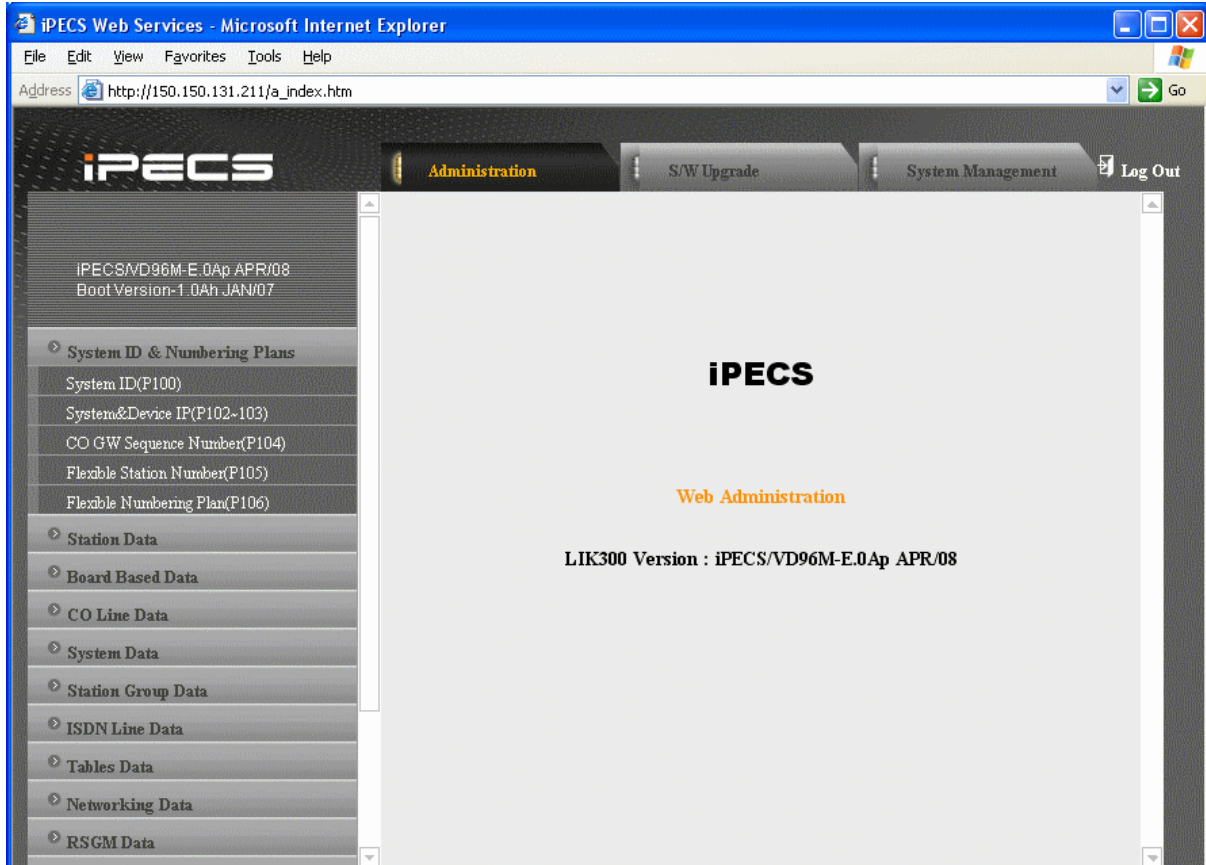 iPECS Web Services - Microsoft Internet Explorer
File Edit View Favorites Tools Help
Address http://150.150.131.211/a_index.htm Go
iPECS
Administration S/W Upgrade System Management Log Out
iPECS/VD96M-E.0Ap APR/08
Boot Version-1.0Ah JAN/07
System ID & Numbering Plans
System ID(P100)
System&Device IP(P102~103)
CO GW Sequence Number(P104)
Flexible Station Number(P105)
Flexible Numbering Plan(P106)
Station Data
Board Based Data
CO Line Data
System Data
Station Group Data
ISDN Line Data
Tables Data
Networking Data
RSGM Data
iPECS
Web Administration
LIK300 Version : iPECS/VD96M-E.0Ap APR/08